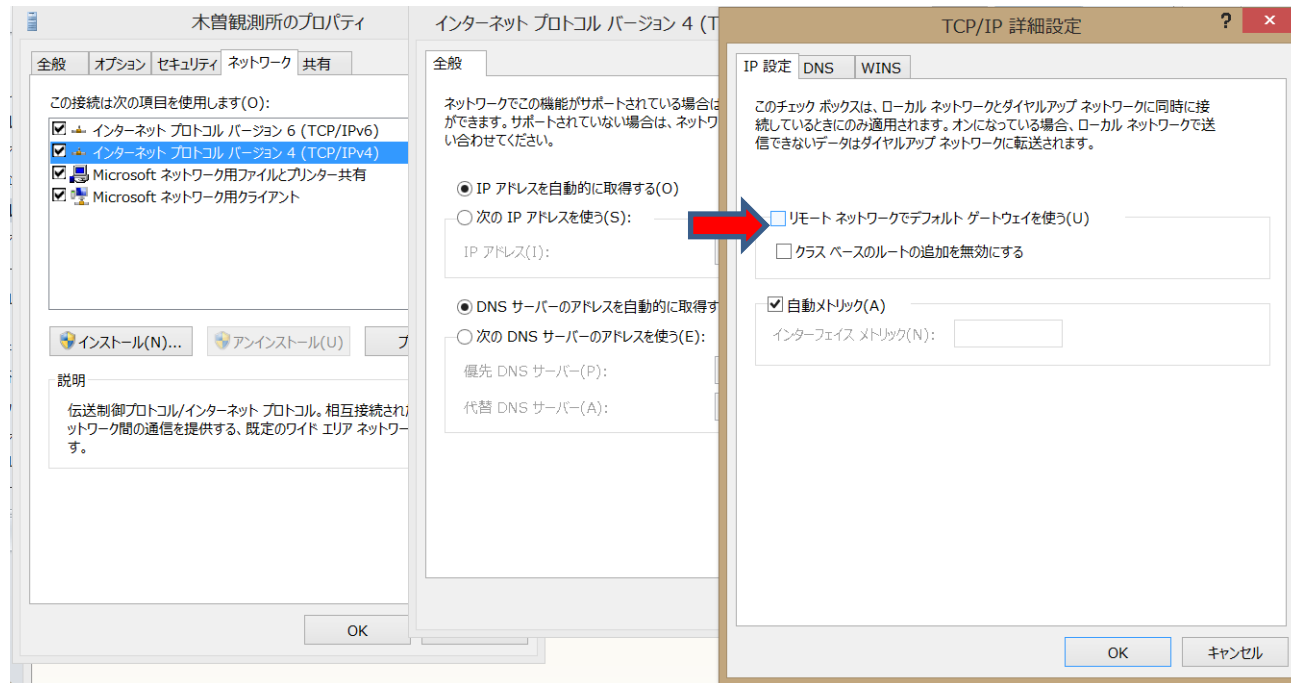 木曽観測所のプロパティ
全般 オプション セキュリティ ネットワーク 共有
この接続は次の項目を使用します(O):
インターネット プロトコル バージョン 6 (TCP/IPv6)
インターネット プロトコル バージョン 4 (TCP/IPv4)
Microsoft ネットワーク用ファイルとプリンター共有
Microsoft ネットワーク用クライアント
インストール(N)... アンインストール(U) プ
説明
伝送制御プロトコル/インターネット プロトコル。相互接続され
ットワーク間の通信を提供する、既定のワイド エリア ネットワー
す。
OK
インターネット プロトコル バージョン 4 (T
全般
ネットワークでこの機能がサポートされている場合は
ができます。サポートされていない場合は、ネットワ
い合わせてください。
IP アドレスを自動的に取得する(O)
次の IP アドレスを使う(S):
IP アドレス(I):
DNS サーバーのアドレスを自動的に取得す
次の DNS サーバーのアドレスを使う(E):
優先 DNS サーバー(P):
代替 DNS サーバー(A):
TCP/IP 詳細設定 ? ×
IP 設定 DNS WINS
このチェック ボックスは、ローカル ネットワークとダイヤルアップ ネットワークに同時に接
続しているときにのみ適用されます。オンになっている場合、ローカル ネットワークで送
信できないデータはダイヤルアップ ネットワークに転送されます。
リモート ネットワークでデフォルト ゲートウェイを使う(U)
クラス ベースのルートの追加を無効にする
自動メトリック(A)
インターフェイス メトリック(N):
OK キャンセル